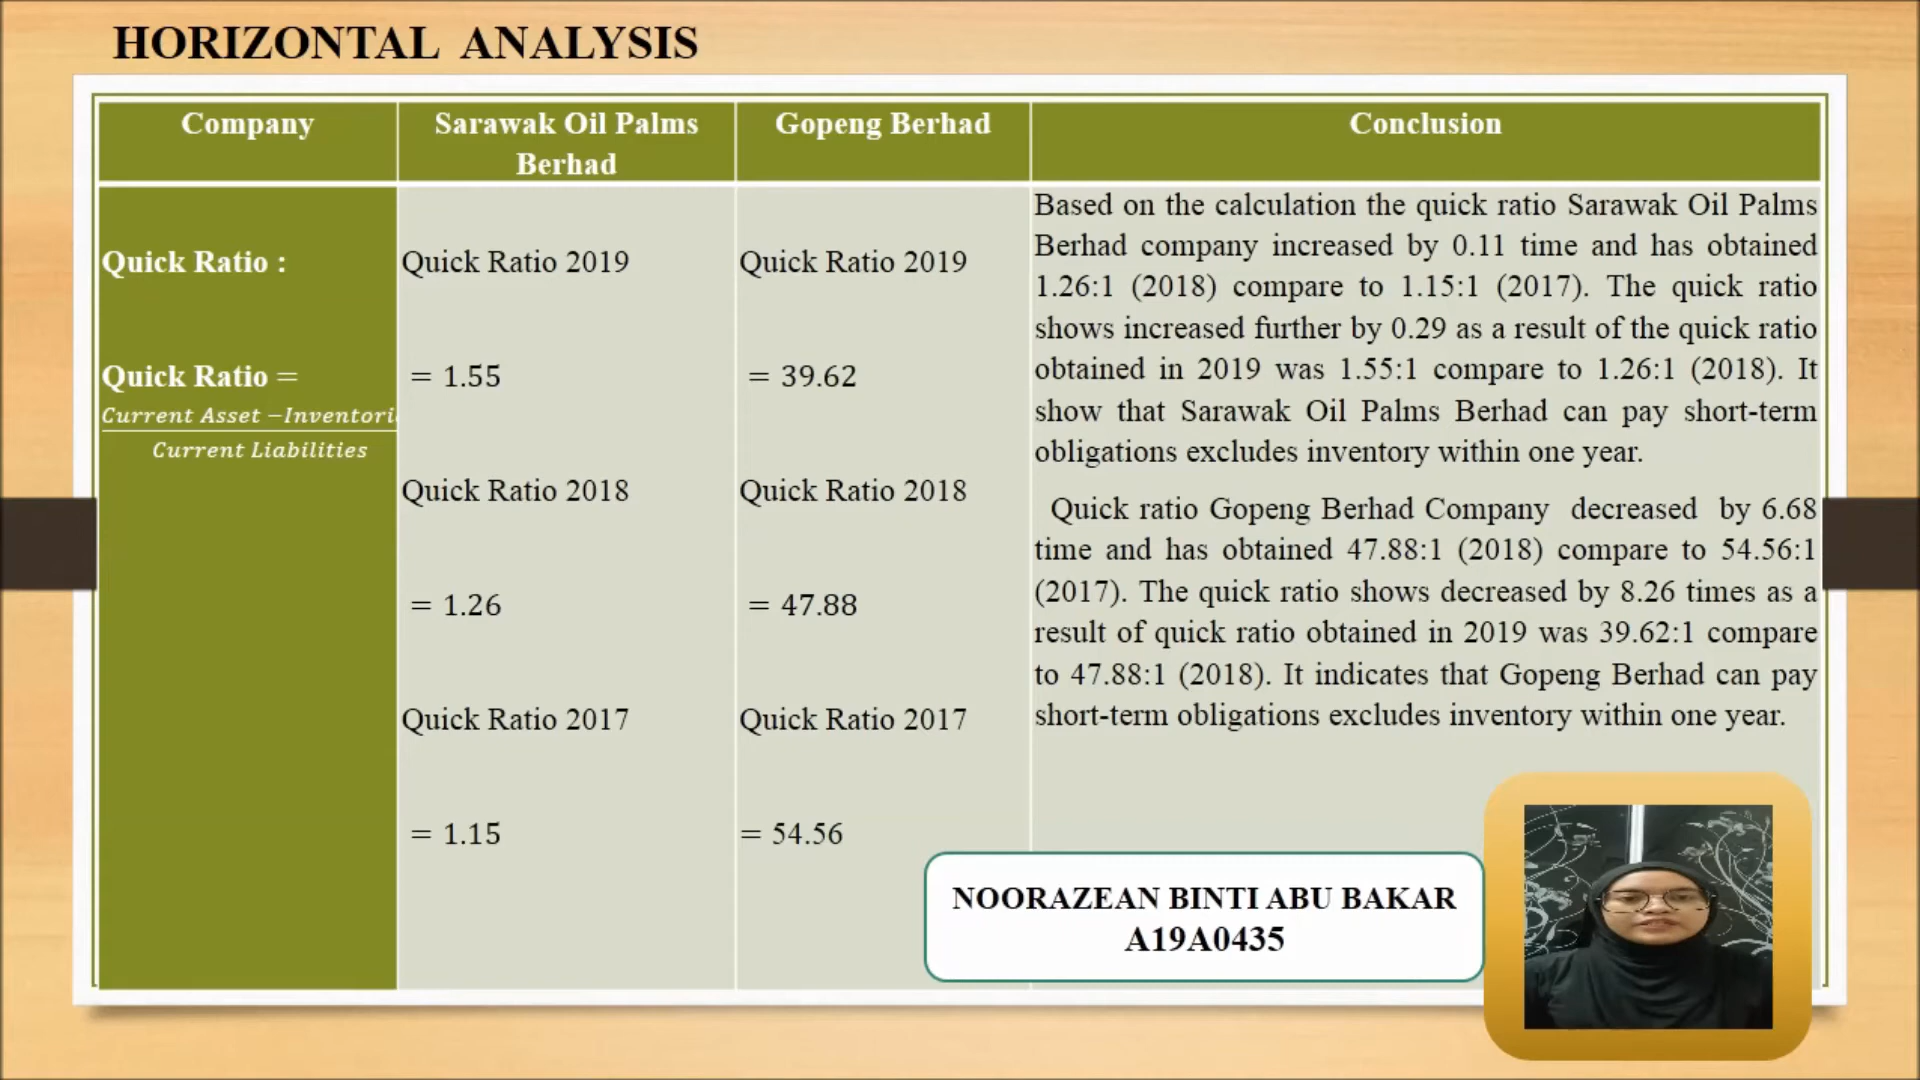 HORIZONTAL ANALYSIS
Company
Sarawak Oil Palms
Berhad
Gopeng Berhad
Conclusion
Quick Ratio :
Quick Ratio =
Current Asset −Inventori
Current Liabilities
Quick Ratio 2019
= 1.55
Quick Ratio 2018
= 1.26
Quick Ratio 2017
= 1.15
Quick Ratio 2019
= 39.62
Quick Ratio 2018
= 47.88
Quick Ratio 2017
= 54.56
Based on the calculation the quick ratio Sarawak Oil Palms
Berhad company increased by 0.11 time and has obtained
1.26:1 (2018) compare to 1.15:1 (2017). The quick ratio
shows increased further by 0.29 as a result of the quick ratio
obtained in 2019 was 1.55:1 compare to 1.26:1 (2018). It
show that Sarawak Oil Palms Berhad can pay short-term
obligations excludes inventory within one year.
Quick ratio Gopeng Berhad Company decreased by 6.68
time and has obtained 47.88:1 (2018) compare to 54.56:1
(2017). The quick ratio shows decreased by 8.26 times as a
result of quick ratio obtained in 2019 was 39.62:1 compare
to 47.88:1 (2018). It indicates that Gopeng Berhad can pay
short-term obligations excludes inventory within one year.
NOORAZEAN BINTI ABU BAKAR
A19A0435